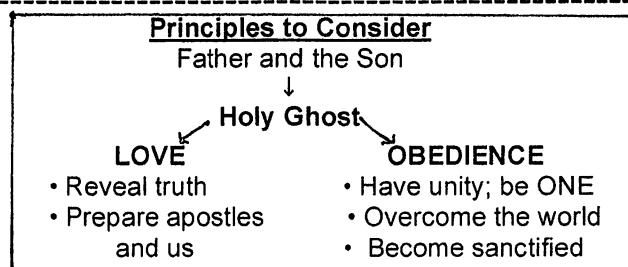 Principles to Consider
Father and the Son
↓
Holy Ghost
LOVE
• Reveal truth
• Prepare apostles
and us
OBEDIENCE
• Have unity; be ONE
• Overcome the world
• Become sanctified